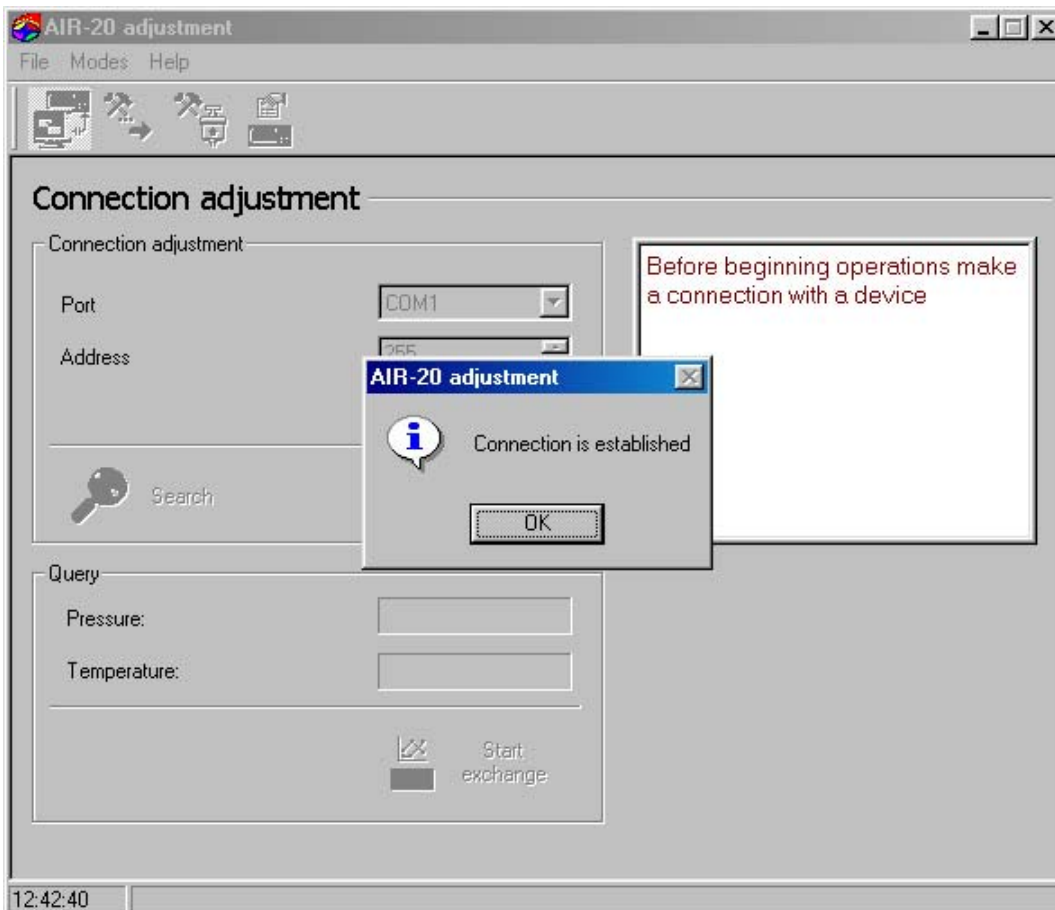 AIR-20 adjustment
File Modes Help
Connection adjustment
Connection adjustment
Port
COM1
Address
255
Search
Before beginning operations make
a connection with a device
AIR-20 adjustment
Connection is established
OK
Query
Pressure:
Temperature:
Start
exchange
12:42:40